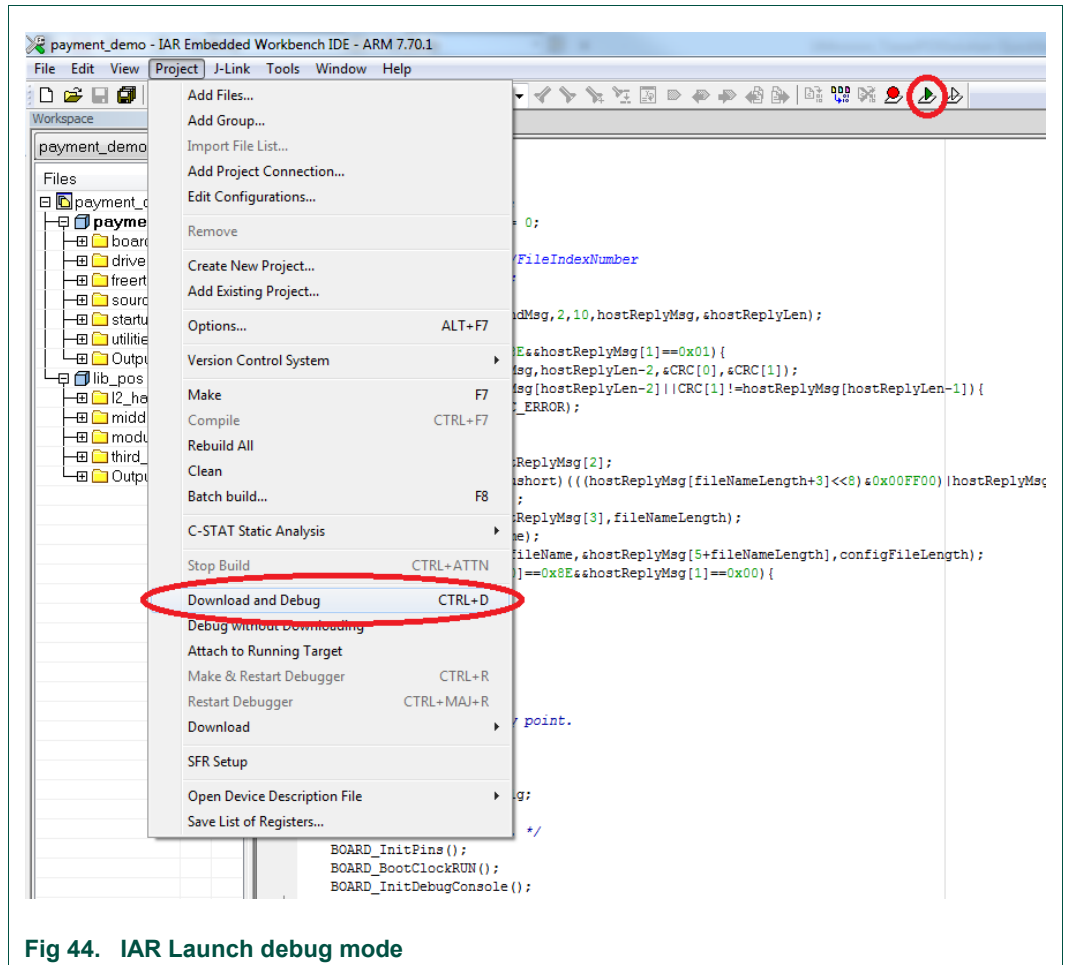 payment_demo - IAR Embedded Workbench IDE - ARM 7.70.1
File Edit View Project J-Link Tools Window Help
Workspace
payment_demo
Files
payment_d
payme
board
drive
freert
sourc
startu
utilitie
Outpu
lib_pos
l2_ha
midd
modu
third_
Outpu
Add Files...
Add Group...
Import File List...
Add Project Connection...
Edit Configurations...
Remove
Create New Project...
Add Existing Project...
Options... ALT+F7
Version Control System
Make F7
Compile CTRL+F7
Rebuild All
Clean
Batch build... F8
C-STAT Static Analysis
Stop Build CTRL+ATTN
Download and Debug CTRL+D
Debug without Downloading
Attach to Running Target
Make & Restart Debugger CTRL+R
Restart Debugger CTRL+MAJ+R
Download
SFR Setup
Open Device Description File
Save List of Registers...
= 0;
/FileIndexNumber
ndMsg,2,10,hostReplyMsg,&hostReplyLen);
8E&&hostReplyMsg[1]==0x01){
Msg,hostReplyLen-2,&CRC[0],&CRC[1]);
Msg[hostReplyLen-2]||CRC[1]!=hostReplyMsg[hostReplyLen-1]){
C_ERROR);
tReplyMsg[2];
ushort)(((hostReplyMsg[fileNameLength+3]<<8)&0x00FF00)|hostReplyMsg
;
tReplyMsg[3],fileNameLength);
me);
fileName,&hostReplyMsg[5+fileNameLength],configFileLength);
0]==0x8E&&hostReplyMsg[1]==0x00){
y point.
.g;
. */
BOARD_InitPins();
BOARD_BootClockRUN();
BOARD_InitDebugConsole();
Fig 44. IAR Launch debug mode